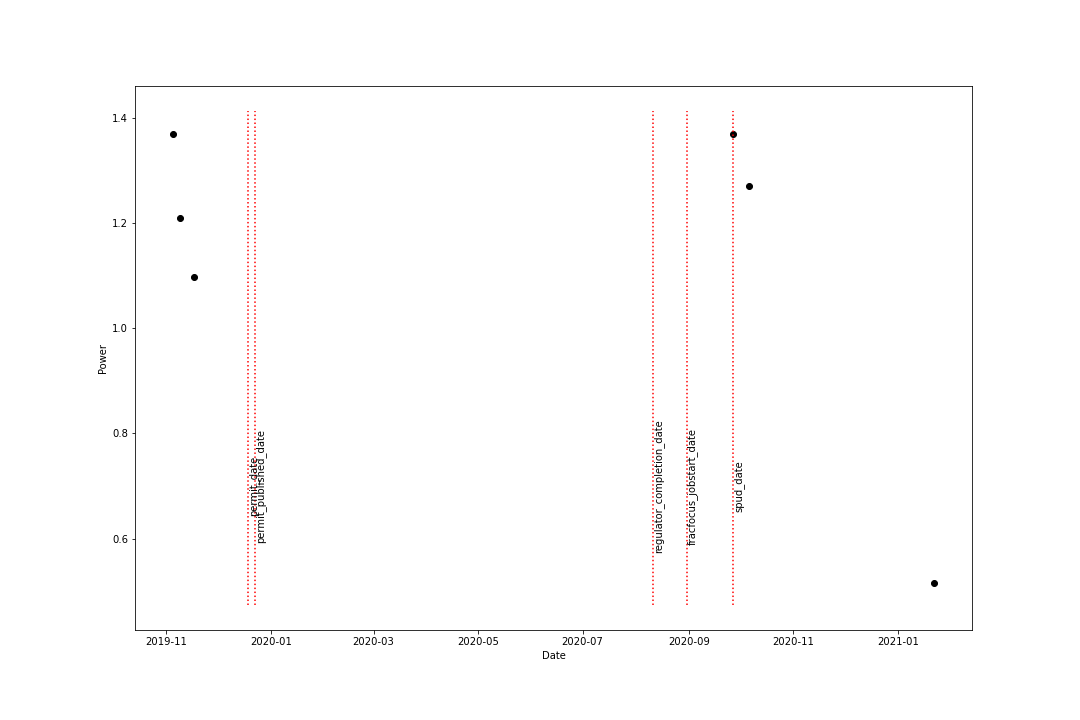 1.4
1.2
1.0
0.8
0.6
Power
permit_date
permit_published_date
regulator_completion_date
fracfocus_jobstart_date
spud_date
2019-11
2020-01
2020-03
2020-05
2020-07
2020-09
2020-11
2021-01
Date